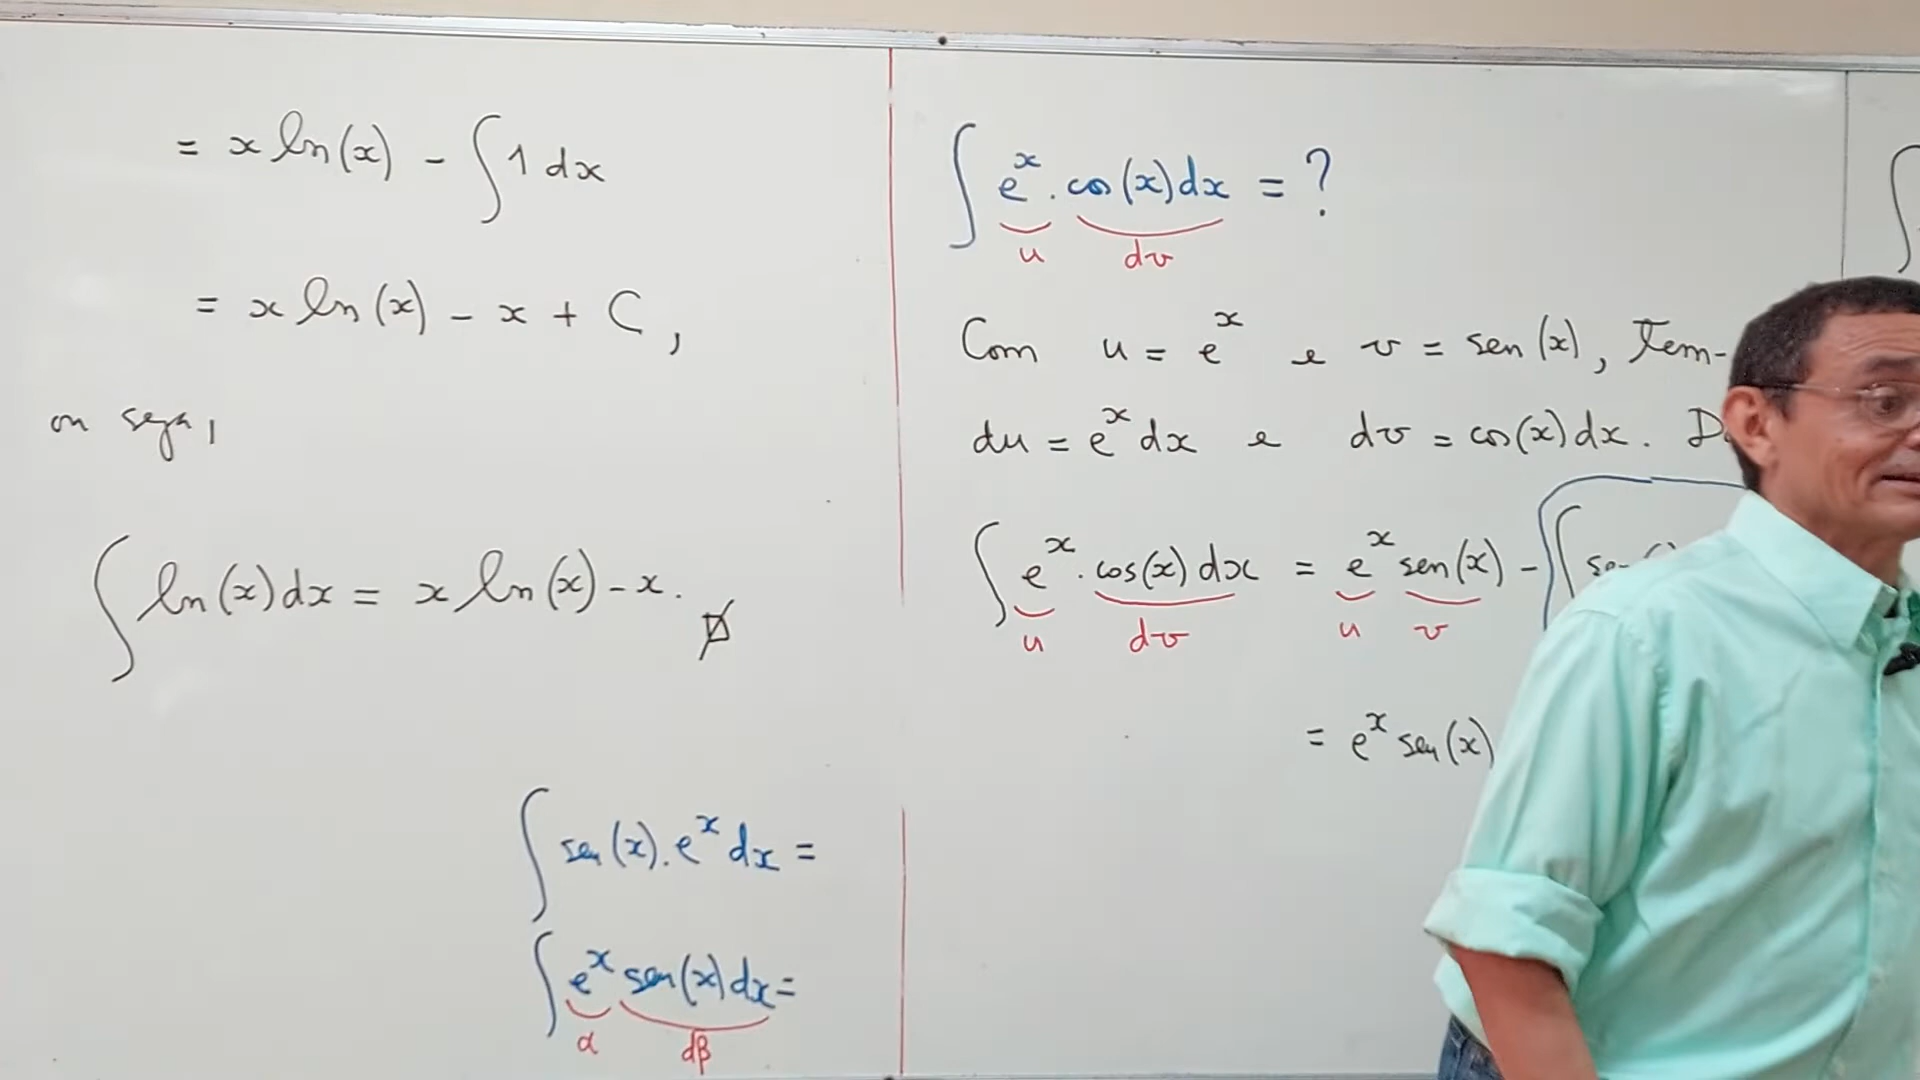 = x ln(x) - ∫ 1 dx
= x ln(x) - x + C,
ou seja,
∫ ln(x) dx = x ln(x) - x.
∫ sen(x). e^x dx =
∫ e^x sen(x) dx =
α dβ
∫ e^x . cos(x) dx = ?
u dv
Com u = e^x e v = sen(x), tem-
du = e^x dx e dv = cos(x) dx.
∫ e^x . cos(x) dx = e^x sen(x) - ∫
u dv u v
= e^x sen(x)